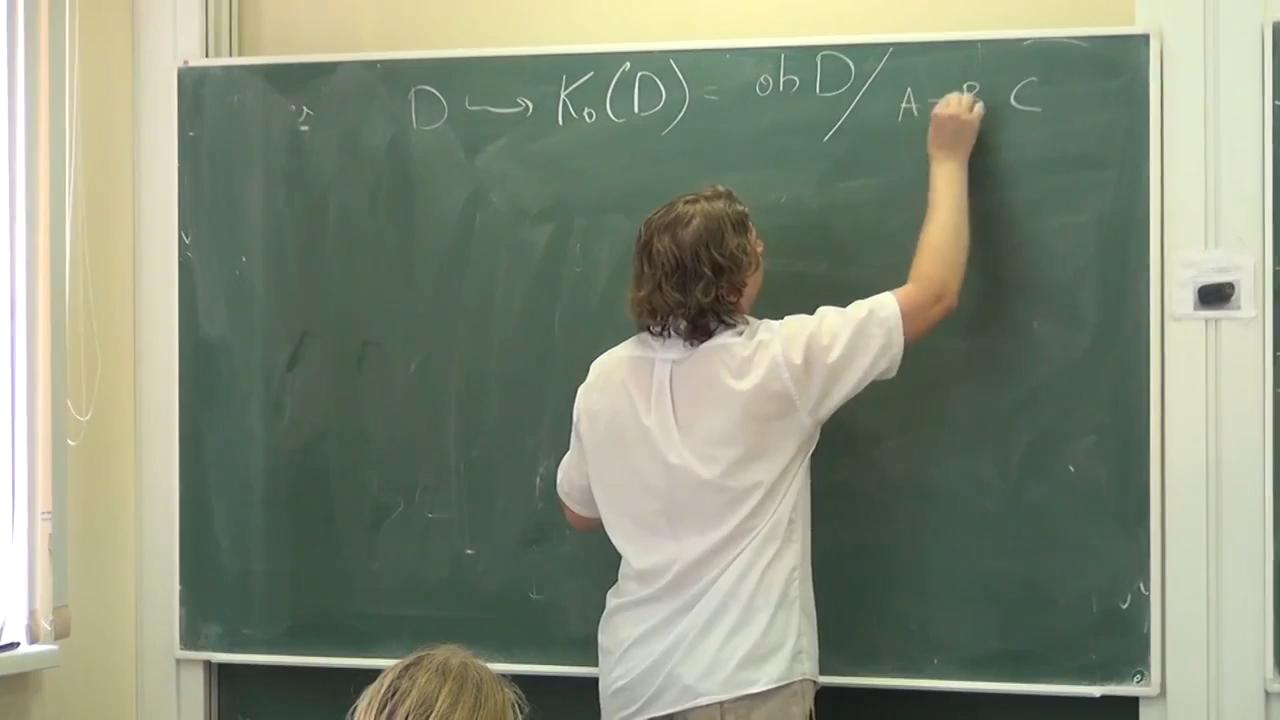 D ⟿ K₀(D) = ob D / A – B C